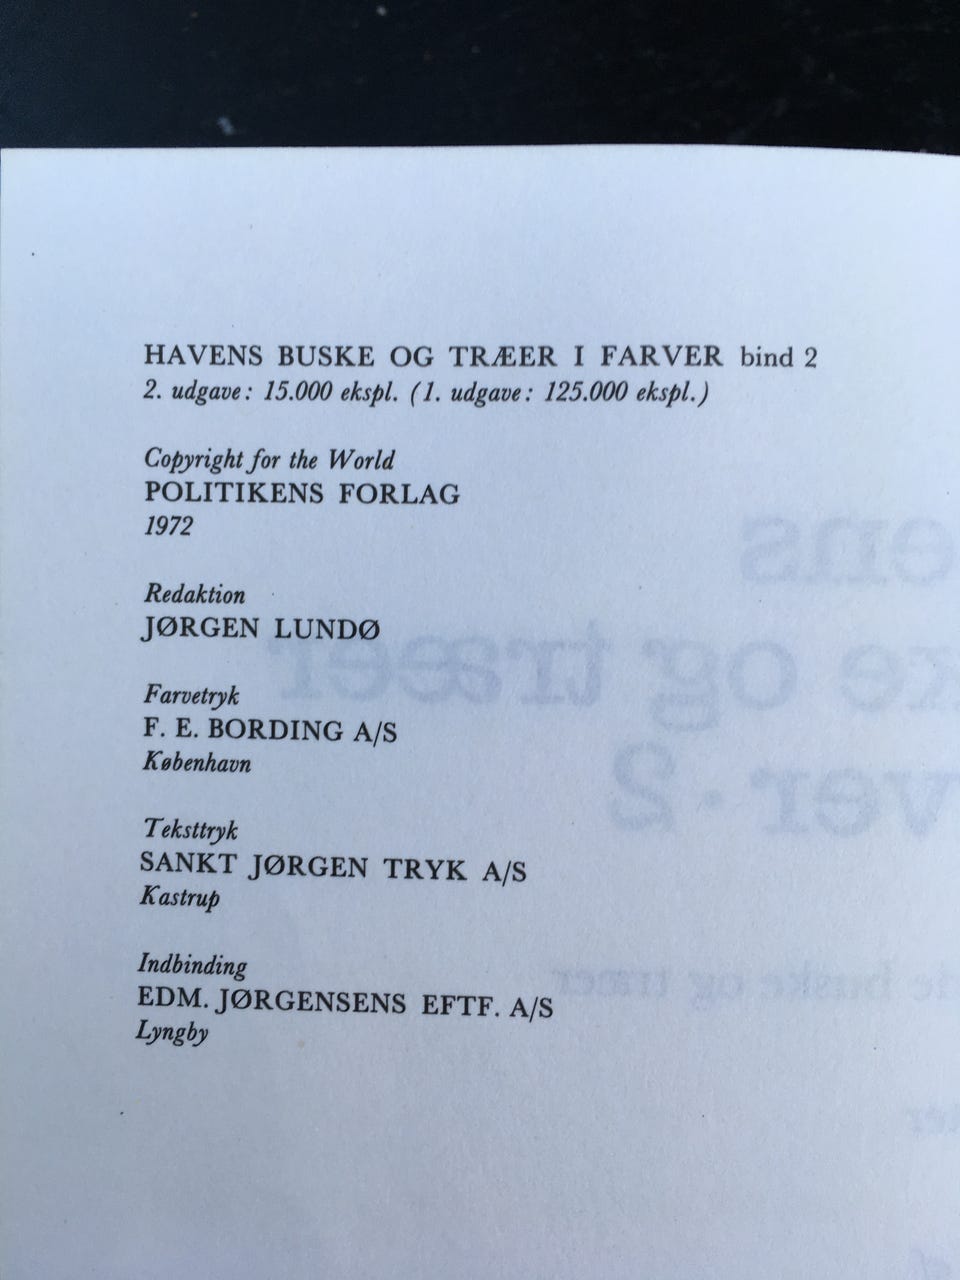 HAVENS BUSKE OG TRÆER I FARVER bind 2
2. udgave: 15.000 ekspl. (1. udgave: 125.000 ekspl.)
Copyright for the World
POLITIKENS FORLAG
1972
Redaktion
JØRGEN LUNDØ
Farvetryk
F. E. BORDING A/S
København
Teksttryk
SANKT JØRGEN TRYK A/S
Kastrup
Indbinding
EDM. JØRGENSENS EFTF. A/S
Lyngby